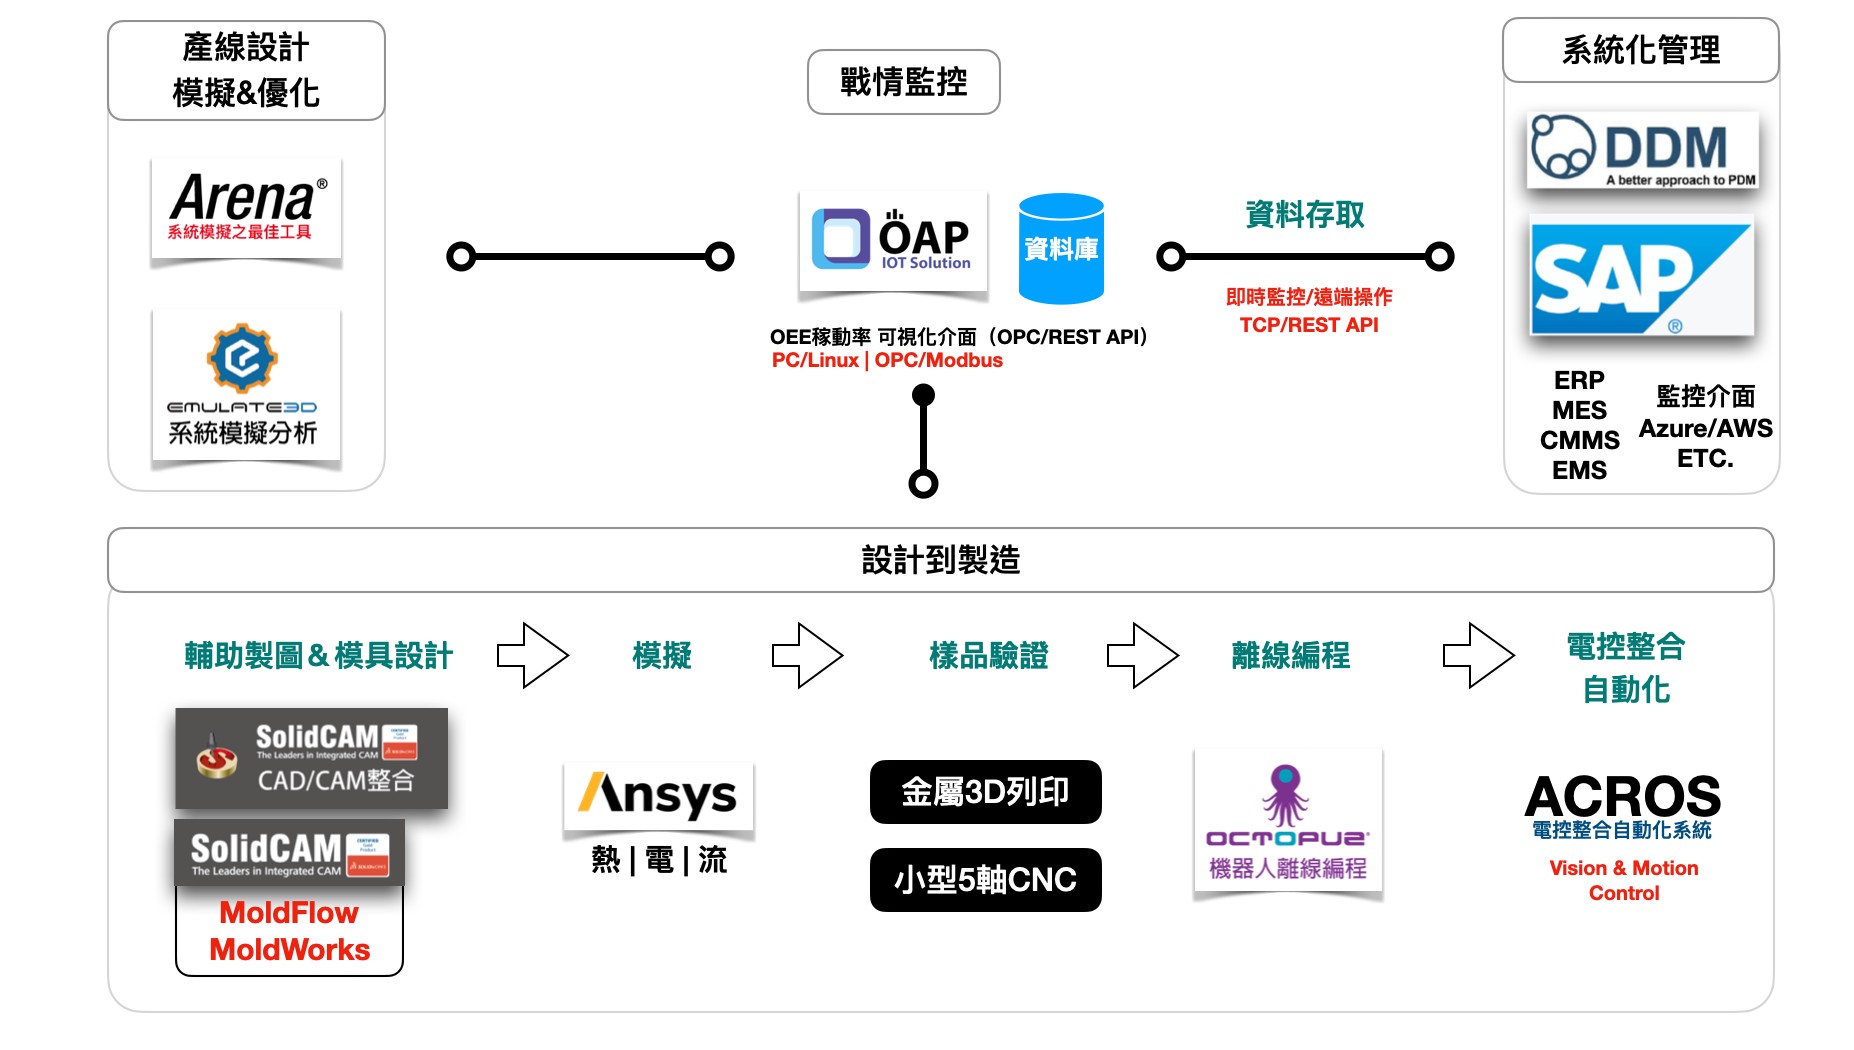 產線設計
模擬&優化
Arena®
系統模擬之最佳工具
EMULATE3D
系統模擬分析
戰情監控
ÖAP
IOT Solution
資料庫
OEE稼動率 可視化介面（OPC/REST API）
PC/Linux | OPC/Modbus
資料存取
即時監控/遠端操作
TCP/REST API
系統化管理
DDM
A better approach to PDM
SAP®
ERP
MES
CMMS
EMS
監控介面
Azure/AWS
ETC.
設計到製造
輔助製圖＆模具設計
SolidCAM
The Leaders in Integrated CAM
CAD/CAM整合
SolidCAM
The Leaders in Integrated CAM
MoldFlow
MoldWorks
模擬
Ansys
熱 | 電 | 流
樣品驗證
金屬3D列印
小型5軸CNC
離線編程
OCTOPUZ®
機器人離線編程
電控整合
自動化
ACROS
電控整合自動化系統
Vision & Motion
Control